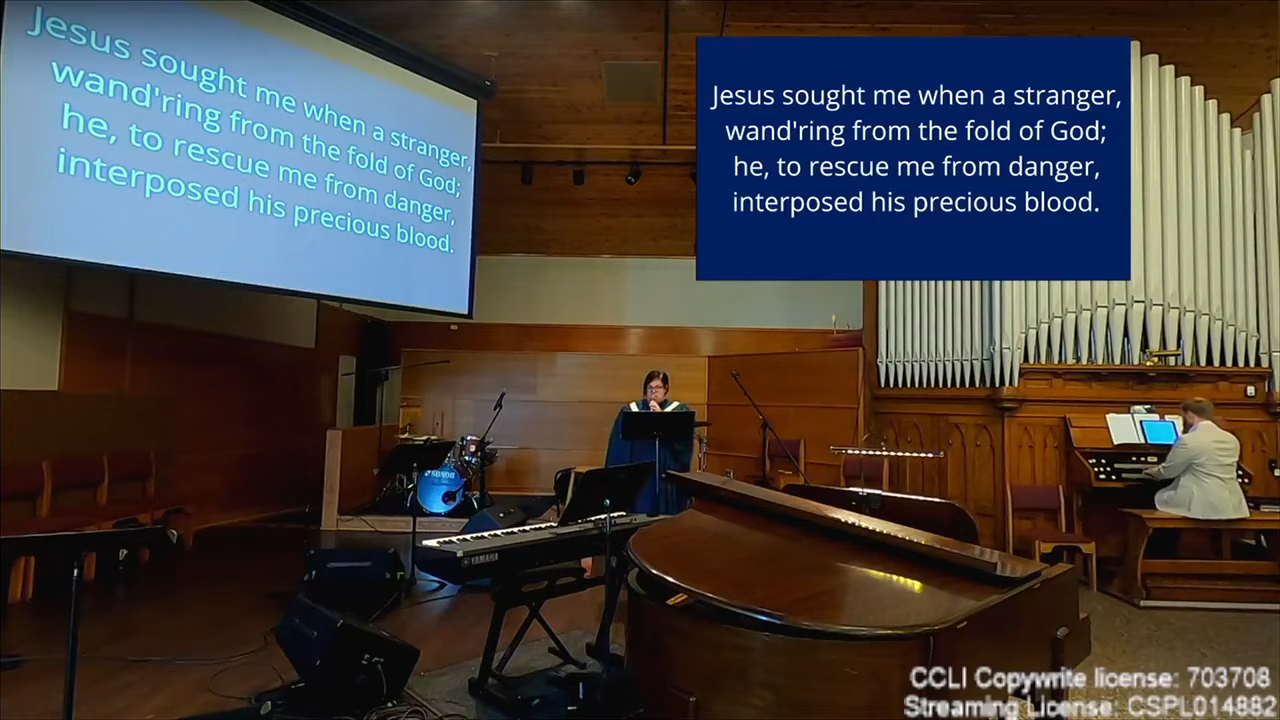 Jesus sought me when a stranger,
wand'ring from the fold of God;
he, to rescue me from danger,
interposed his precious blood.
Jesus sought me when a stranger,
wand'ring from the fold of God;
he, to rescue me from danger,
interposed his precious blood.
SONOR
YAMAHA
CCLI Copywrite license: 703708
Streaming License: CSPL014882